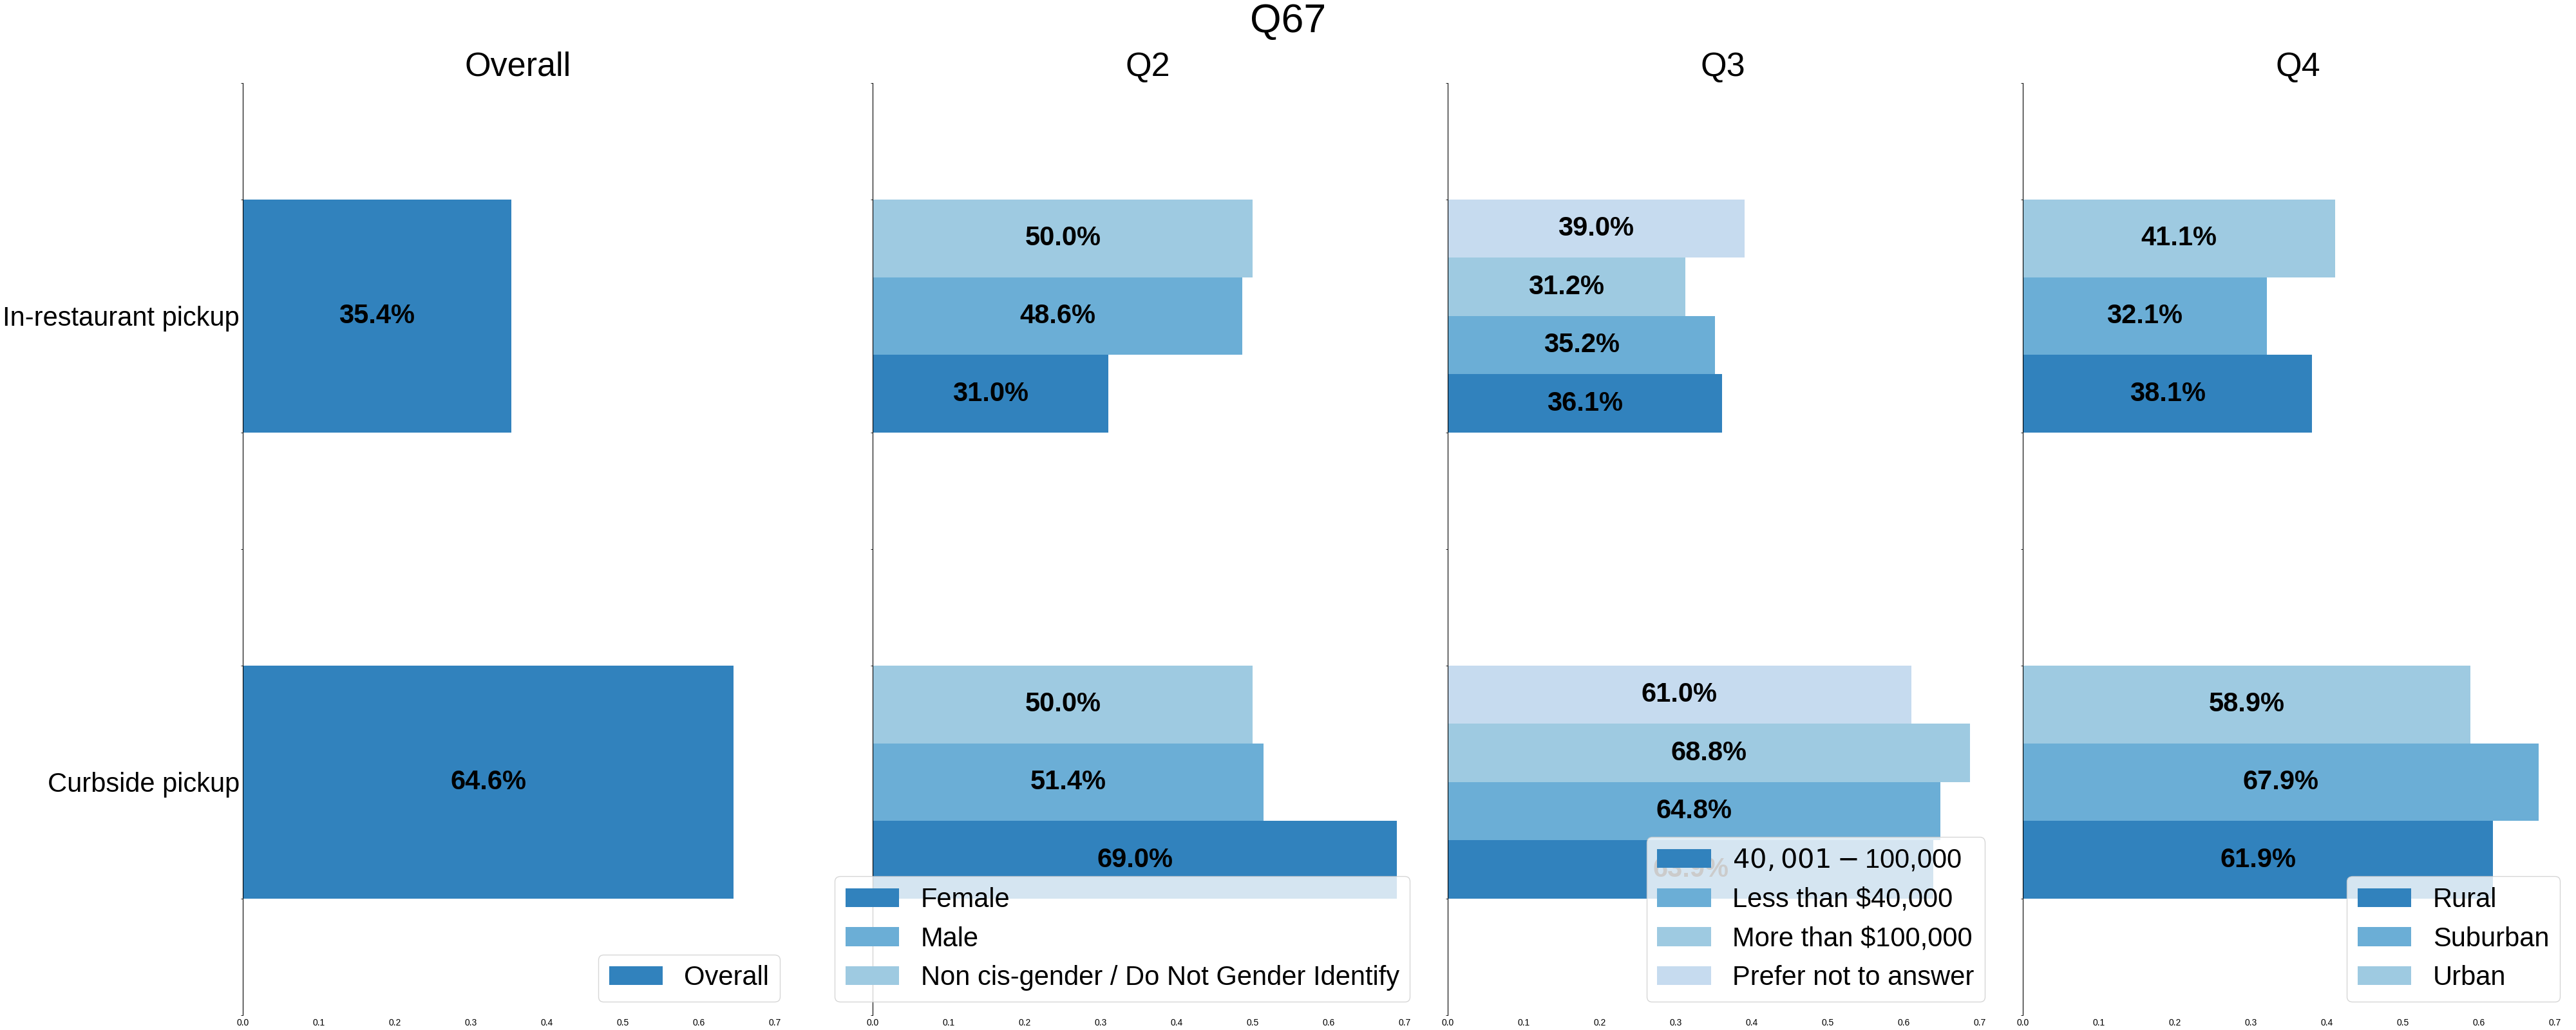 Q67
Overall
Q2
Q3
Q4
In-restaurant pickup
Curbside pickup
35.4%
64.6%
0.0 0.1 0.2 0.3 0.4 0.5 0.6 0.7
Overall
50.0%
48.6%
31.0%
50.0%
51.4%
69.0%
Female
Male
Non cis-gender / Do Not Gender Identify
0.0 0.1 0.2 0.3 0.4 0.5 0.6 0.7
39.0%
31.2%
35.2%
36.1%
61.0%
68.8%
64.8%
63.9%
40,001 − 100,000
Less than $40,000
More than $100,000
Prefer not to answer
0.0 0.1 0.2 0.3 0.4 0.5 0.6 0.7
41.1%
32.1%
38.1%
58.9%
67.9%
61.9%
Rural
Suburban
Urban
0.0 0.1 0.2 0.3 0.4 0.5 0.6 0.7